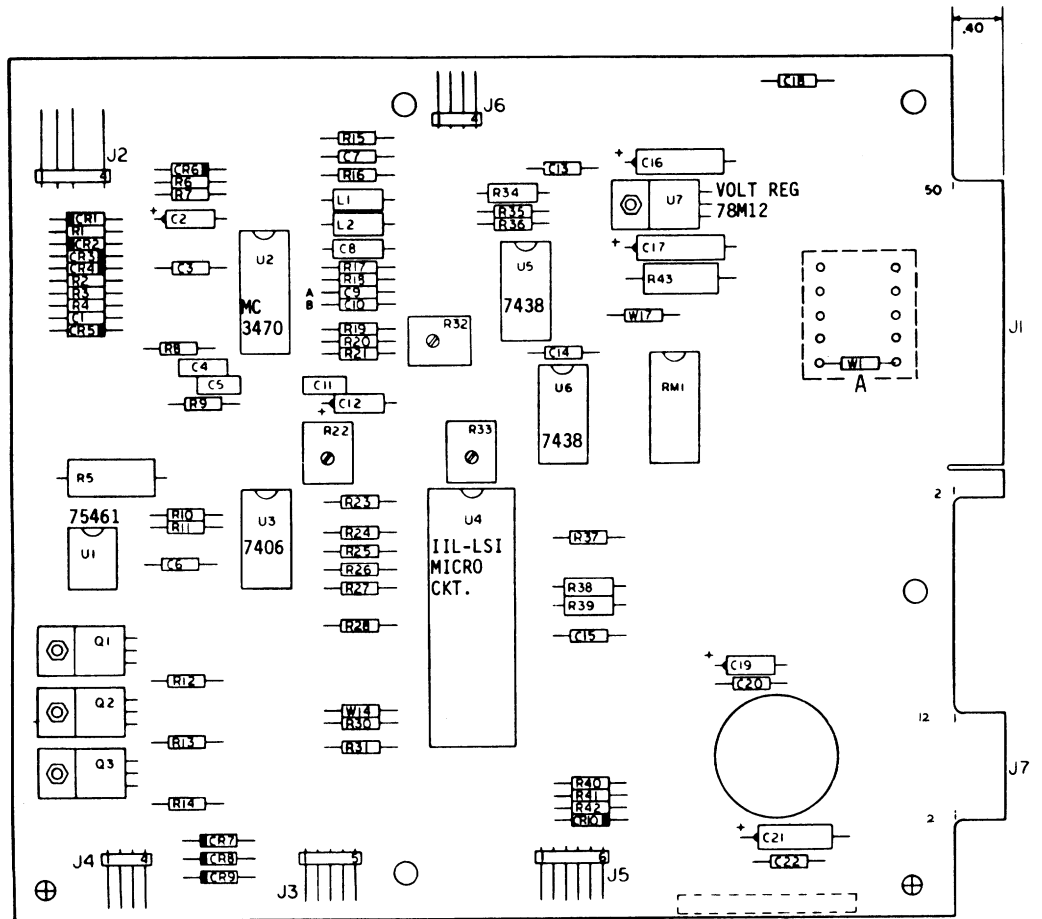 .40
C18
J6
4
J2
4
R15
C7
R16
CR6
R6
R7
C13
+
C16
U7
VOLT REG
78M12
50
L1
L2
R34
R35
R36
+
C2
CR1
R1
CR2
CR3
CR4
R2
R3
R4
C1
CR5
C3
U2
MC
3470
C8
R17
R18
A
C9
B
C10
R19
R20
R21
U5
7438
+
C17
R43
W17
R32
J1
R8
C4
C5
R9
C11
+
C12
C14
U6
7438
RM1
W1
A
R22
R33
R5
75461
U1
R10
R11
C6
U3
7406
R23
R24
R25
R26
R27
R28
U4
IIL-LSI
MICRO
CKT.
R37
R38
R39
C15
2
Q1
R12
Q2
R13
Q3
R14
W14
R30
R31
+
C19
C20
12
J7
2
R40
R41
R42
CR10
+
C21
C22
CR7
CR8
CR9
J4
4
J3
5
J5
6